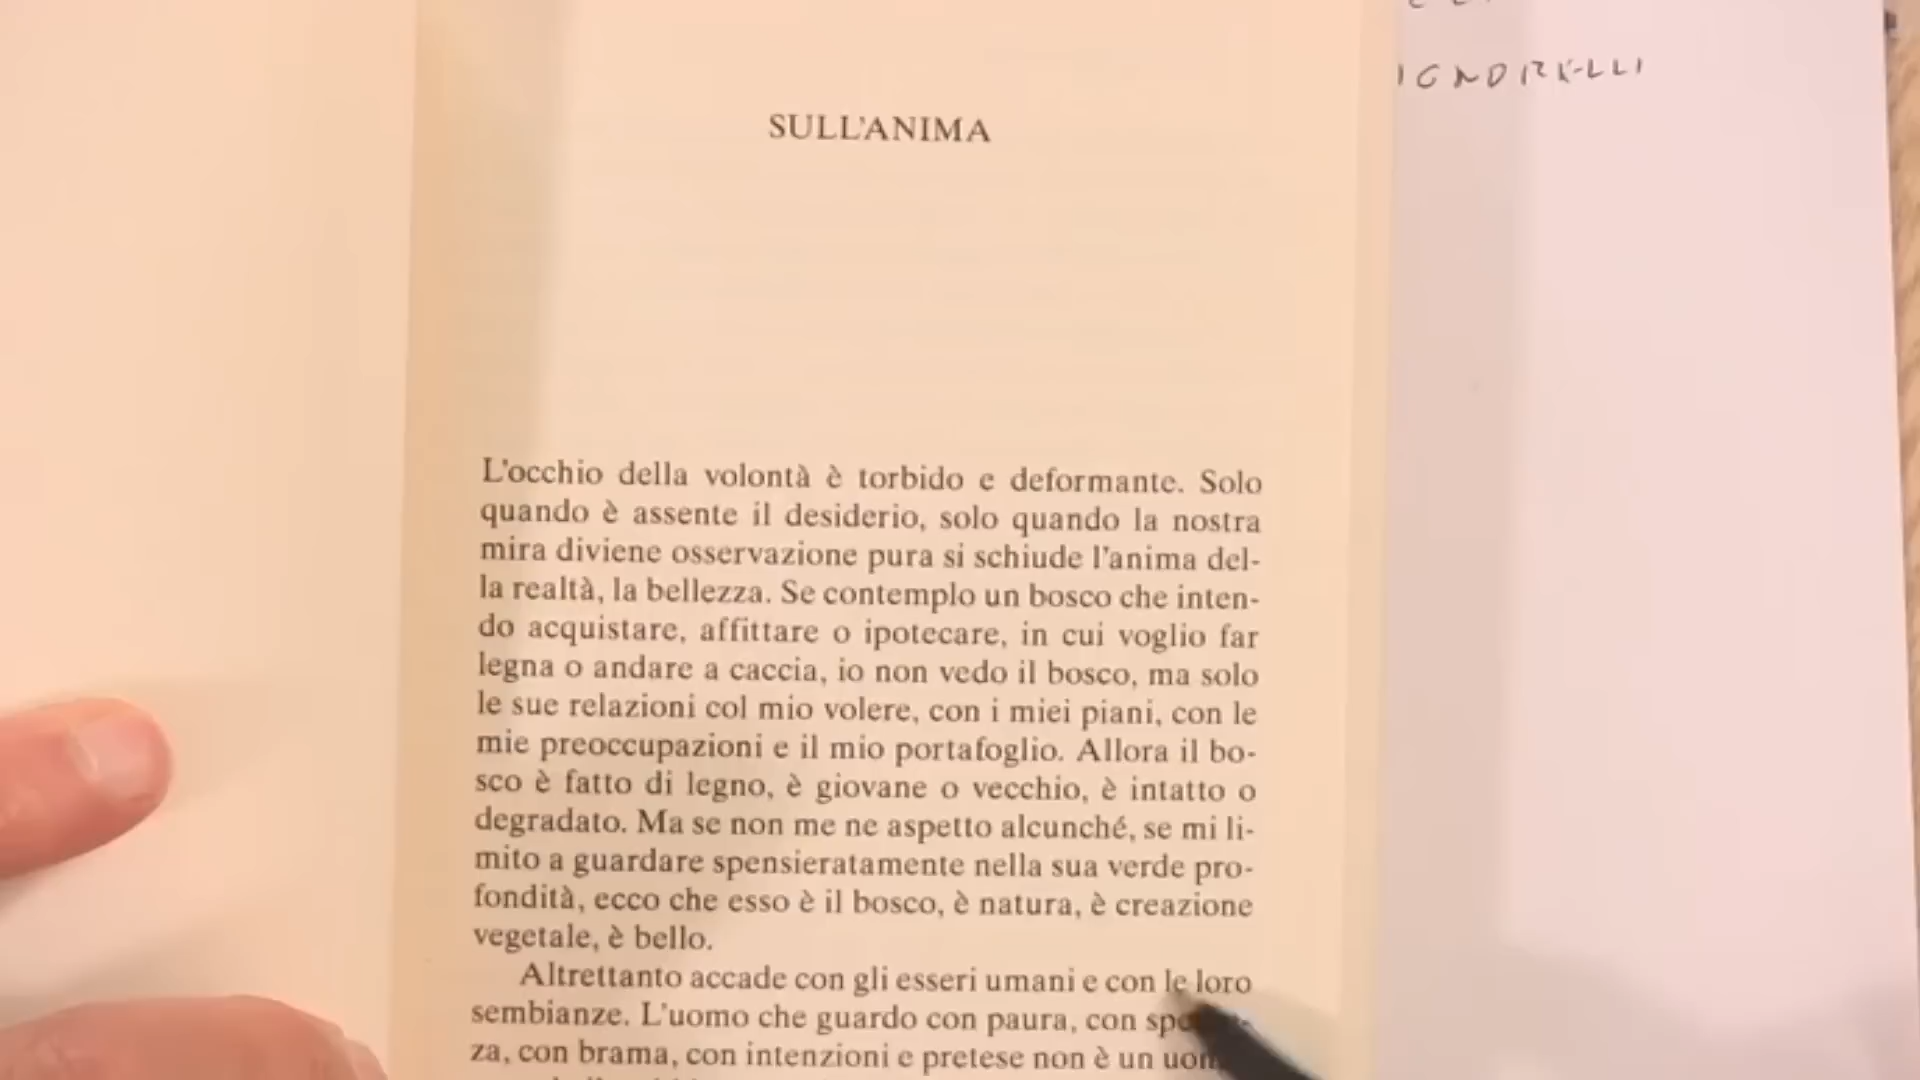 SULL'ANIMA
L'occhio della volontà è torbido e deformante. Solo
quando è assente il desiderio, solo quando la nostra
mira diviene osservazione pura si schiude l'anima del-
la realtà, la bellezza. Se contemplo un bosco che inten-
do acquistare, affittare o ipotecare, in cui voglio far
legna o andare a caccia, io non vedo il bosco, ma solo
le sue relazioni col mio volere, con i miei piani, con le
mie preoccupazioni e il mio portafoglio. Allora il bo-
sco è fatto di legno, è giovane o vecchio, è intatto o
degradato. Ma se non me ne aspetto alcunché, se mi li-
mito a guardare spensieratamente nella sua verde pro-
fondità, ecco che esso è il bosco, è natura, è creazione
vegetale, è bello.
Altrettanto accade con gli esseri umani e con le loro
sembianze. L'uomo che guardo con paura, con
za, con brama, con intenzioni e pretese non è un